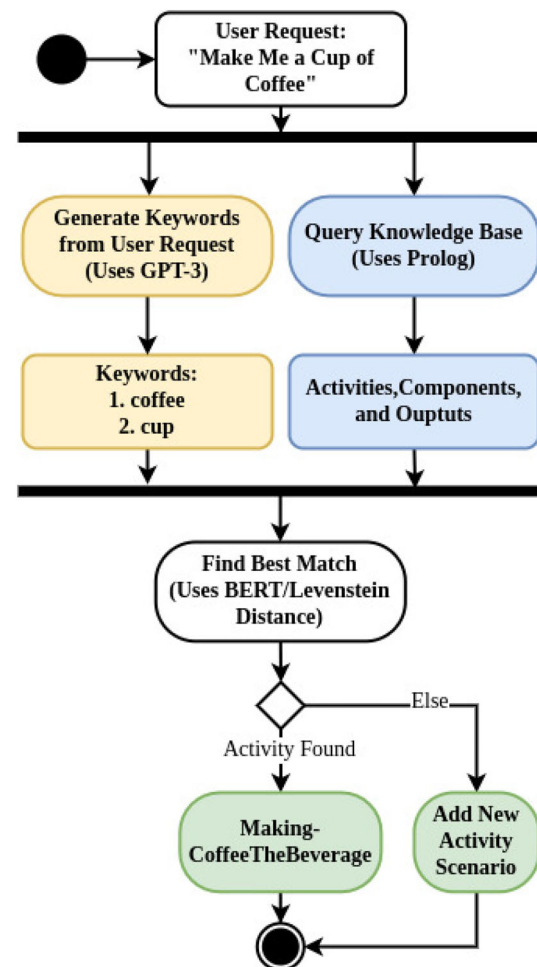 User Request:
"Make Me a Cup of
Coffee"
Generate Keywords
from User Request
(Uses GPT-3)
Query Knowledge Base
(Uses Prolog)
Keywords:
1. coffee
2. cup
Activities,Components,
and Ouptuts
Find Best Match
(Uses BERT/Levenstein
Distance)
Else
Activity Found
Making-
CoffeeTheBeverage
Add New
Activity
Scenario